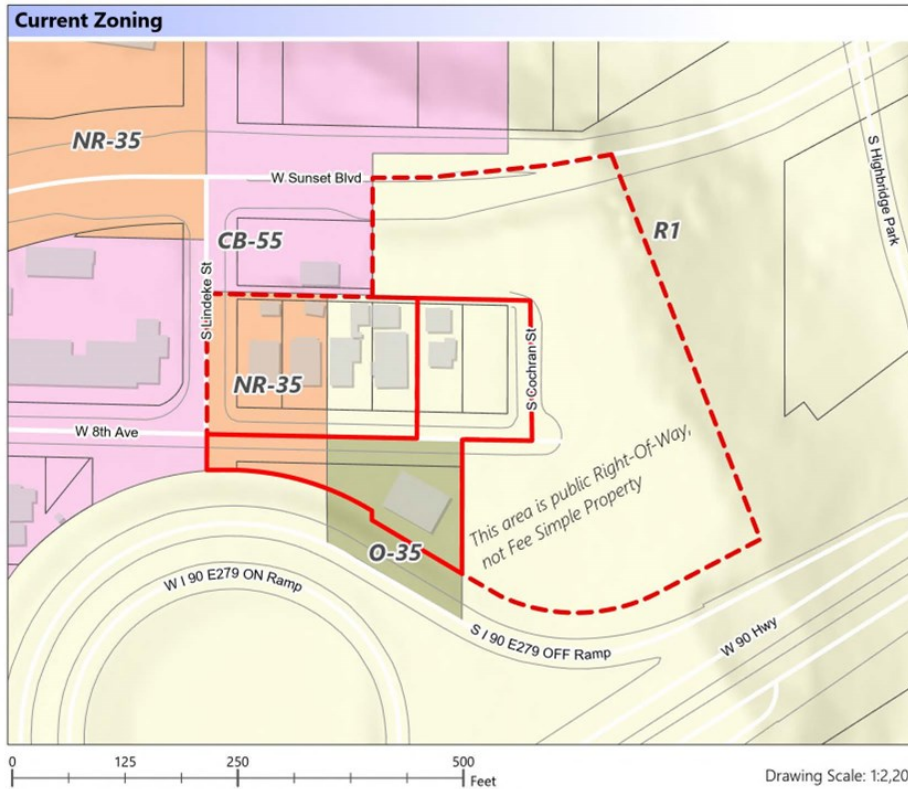 Current Zoning
NR-35
S Highbridge Park
W Sunset Blvd
R1
CB-55
S Lindeke St
S Cochran St
NR-35
W 8th Ave
This area is public Right-Of-Way,
not Fee Simple Property
O-35
W I 90 E279 ON Ramp
S I 90 E279 OFF Ramp
W 90 Hwy
0 125 250 500
Feet
Drawing Scale: 1:2,20